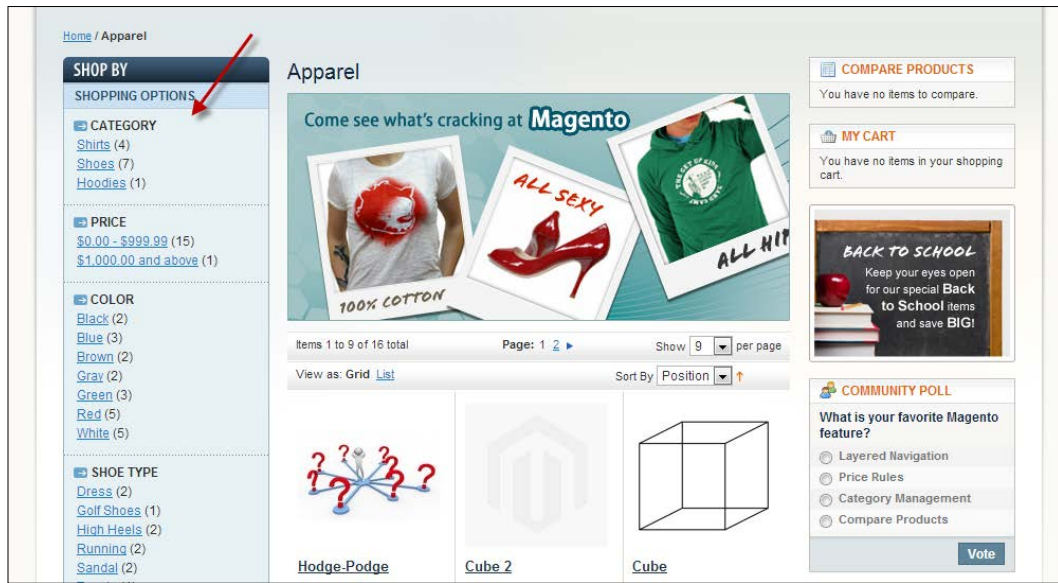 Home / Apparel
SHOP BY
SHOPPING OPTIONS
CATEGORY
Shirts (4)
Shoes (7)
Hoodies (1)
PRICE
$0.00 - $999.99 (15)
$1,000.00 and above (1)
COLOR
Black (2)
Blue (3)
Brown (2)
Gray (2)
Green (3)
Red (5)
White (5)
SHOE TYPE
Dress (2)
Golf Shoes (1)
High Heels (2)
Running (2)
Sandal (2)
Apparel
Come see what's cracking at Magento
100% COTTON
ALL SEXY
THE GET UP KIDS
ALL HIP
Items 1 to 9 of 16 total Page: 1 2 Show 9 per page
View as: Grid List Sort By Position
Hodge-Podge
Cube 2
Cube
COMPARE PRODUCTS
You have no items to compare.
MY CART
You have no items in your shopping
cart.
BACK TO SCHOOL
Keep your eyes open
for our special Back
to School items
and save BIG!
COMMUNITY POLL
What is your favorite Magento
feature?
Layered Navigation
Price Rules
Category Management
Compare Products
Vote